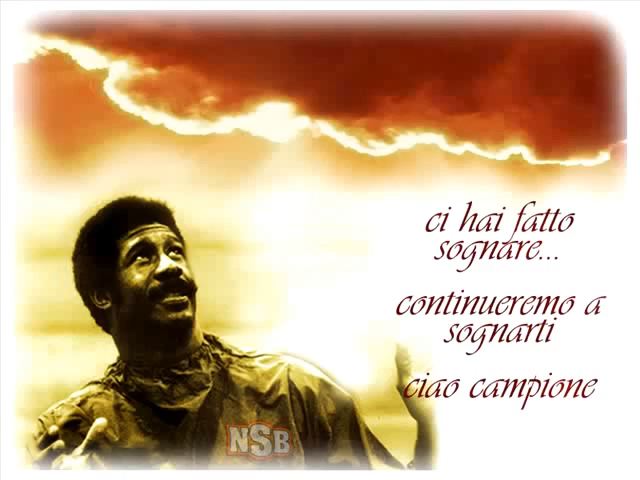 ci hai fatto
sognare...
continueremo a
sognarti
ciao campione
NSB